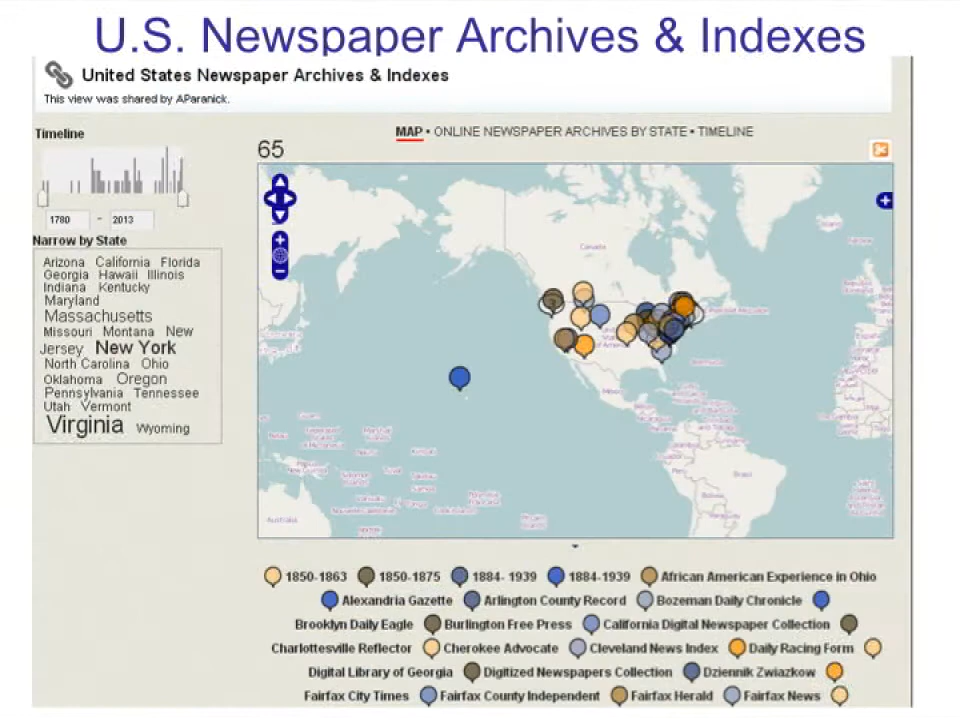 U.S. Newspaper Archives & Indexes
United States Newspaper Archives & Indexes
This view was shared by AParanick.
Timeline
MAP • ONLINE NEWSPAPER ARCHIVES BY STATE • TIMELINE
65
1780 - 2013
Narrow by State
Arizona California Florida
Georgia Hawaii Illinois
Indiana Kentucky
Maryland
Massachusetts
Missouri Montana New
Jersey New York
North Carolina Ohio
Oklahoma Oregon
Pennsylvania Tennessee
Utah Vermont
Virginia Wyoming
Canada
México
Brasil
Bolivia
Perú
Australia
1850-1863 1850-1875 1884- 1939 1884-1939 African American Experience in Ohio
Alexandria Gazette Arlington County Record Bozeman Daily Chronicle
Brooklyn Daily Eagle Burlington Free Press California Digital Newspaper Collection
Charlottesville Reflector Cherokee Advocate Cleveland News Index Daily Racing Form
Digital Library of Georgia Digitized Newspapers Collection Dziennik Zwiazkow
Fairfax City Times Fairfax County Independent Fairfax Herald Fairfax News